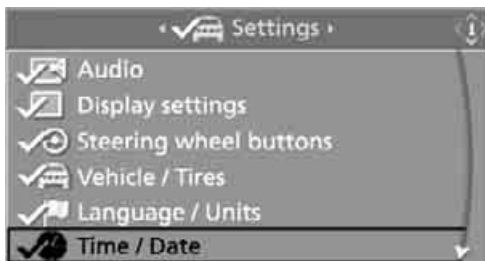 Settings
Audio
Display settings
Steering wheel buttons
Vehicle / Tires
Language / Units
Time / Date